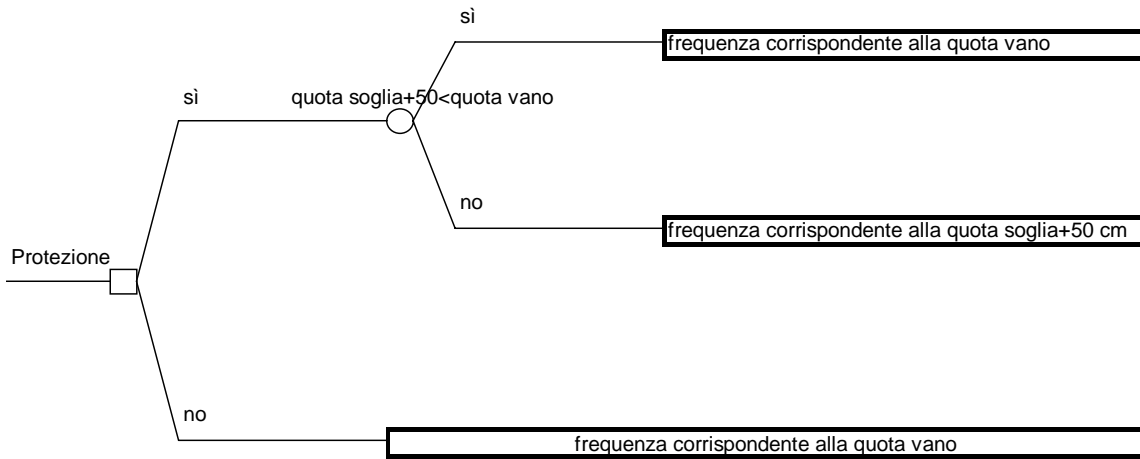 sì
frequenza corrispondente alla quota vano
sì
quota soglia+50<quota vano
no
frequenza corrispondente alla quota soglia+50 cm
Protezione
no
frequenza corrispondente alla quota vano